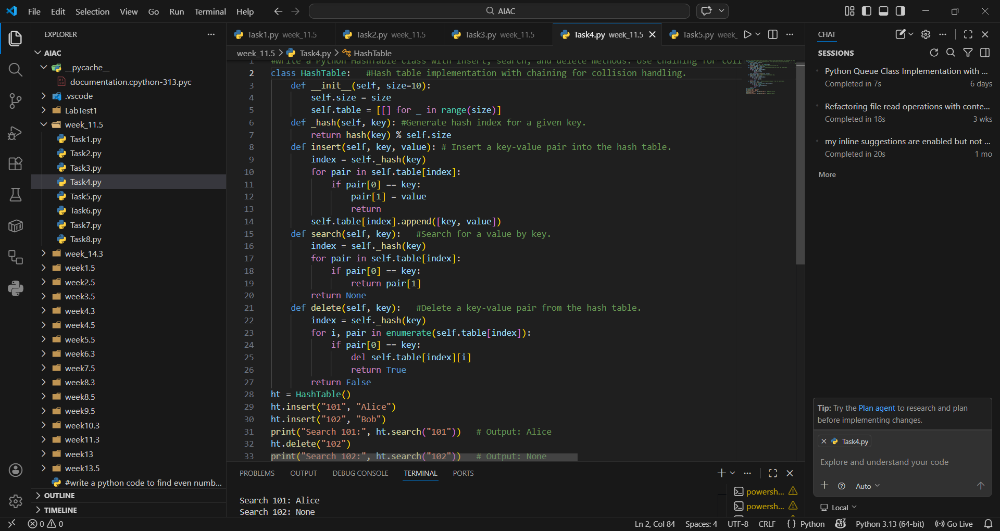 File Edit Selection View Go Run Terminal Help
AIAC
EXPLORER
AIAC
__pycache__
documentation.cpython-313.pyc
.vscode
LabTest1
week_11.5
Task1.py
Task2.py
Task3.py
Task4.py
Task5.py
Task6.py
Task7.py
Task8.py
week_14.3
week1.5
week2.5
week3.5
week4.3
week4.5
week5.5
week6.3
week7.5
week8.3
week8.5
week9.5
week10.3
week11.3
week13
week13.5
#write a python code to find even numb...
OUTLINE
TIMELINE
Task1.py week_11.5 Task2.py week_11.5 Task3.py week_11.5 Task4.py week_11.5 Task5.py week_
week_11.5 > Task4.py > HashTable
1 #Write a Python HashTable class with insert, search, and delete methods. Use chaining for coll
2 class HashTable: #Hash table implementation with chaining for collision handling.
3 def __init__(self, size=10):
4 self.size = size
5 self.table = [[] for _ in range(size)]
6 def _hash(self, key): #Generate hash index for a given key.
7 return hash(key) % self.size
8 def insert(self, key, value): # Insert a key-value pair into the hash table.
9 index = self._hash(key)
10 for pair in self.table[index]:
11 if pair[0] == key:
12 pair[1] = value
13 return
14 self.table[index].append([key, value])
15 def search(self, key): #Search for a value by key.
16 index = self._hash(key)
17 for pair in self.table[index]:
18 if pair[0] == key:
19 return pair[1]
20 return None
21 def delete(self, key): #Delete a key-value pair from the hash table.
22 index = self._hash(key)
23 for i, pair in enumerate(self.table[index]):
24 if pair[0] == key:
25 del self.table[index][i]
26 return True
27 return False
28 ht = HashTable()
29 ht.insert("101", "Alice")
30 ht.insert("102", "Bob")
31 print("Search 101:", ht.search("101")) # Output: Alice
32 ht.delete("102")
33 print("Search 102:", ht.search("102")) # Output: None
PROBLEMS OUTPUT DEBUG CONSOLE TERMINAL PORTS
Search 101: Alice
Search 102: None
powersh...
powersh...
CHAT
SESSIONS
Python Queue Class Implementation with ...
Completed in 7s 6 days
Refactoring file read operations with conte...
Completed in 18s 3 wks
my inline suggestions are enabled but not ...
Completed in 20s 1 mo
More
Tip: Try the Plan agent to research and plan
before implementing changes.
Task4.py
Explore and understand your code
Auto
Local
0 0
Ln 2, Col 84 Spaces: 4 UTF-8 CRLF {} Python Python 3.13 (64-bit) Go Live